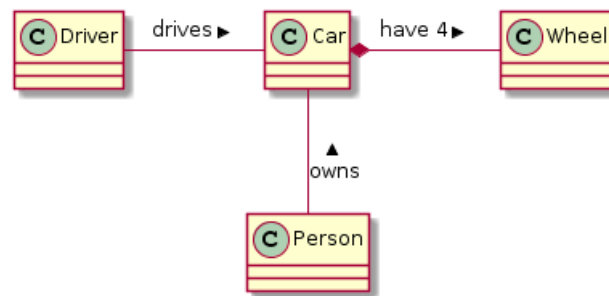 C Driver drives ▶ C Car have 4 ▶ C Wheel
▲
owns
C Person